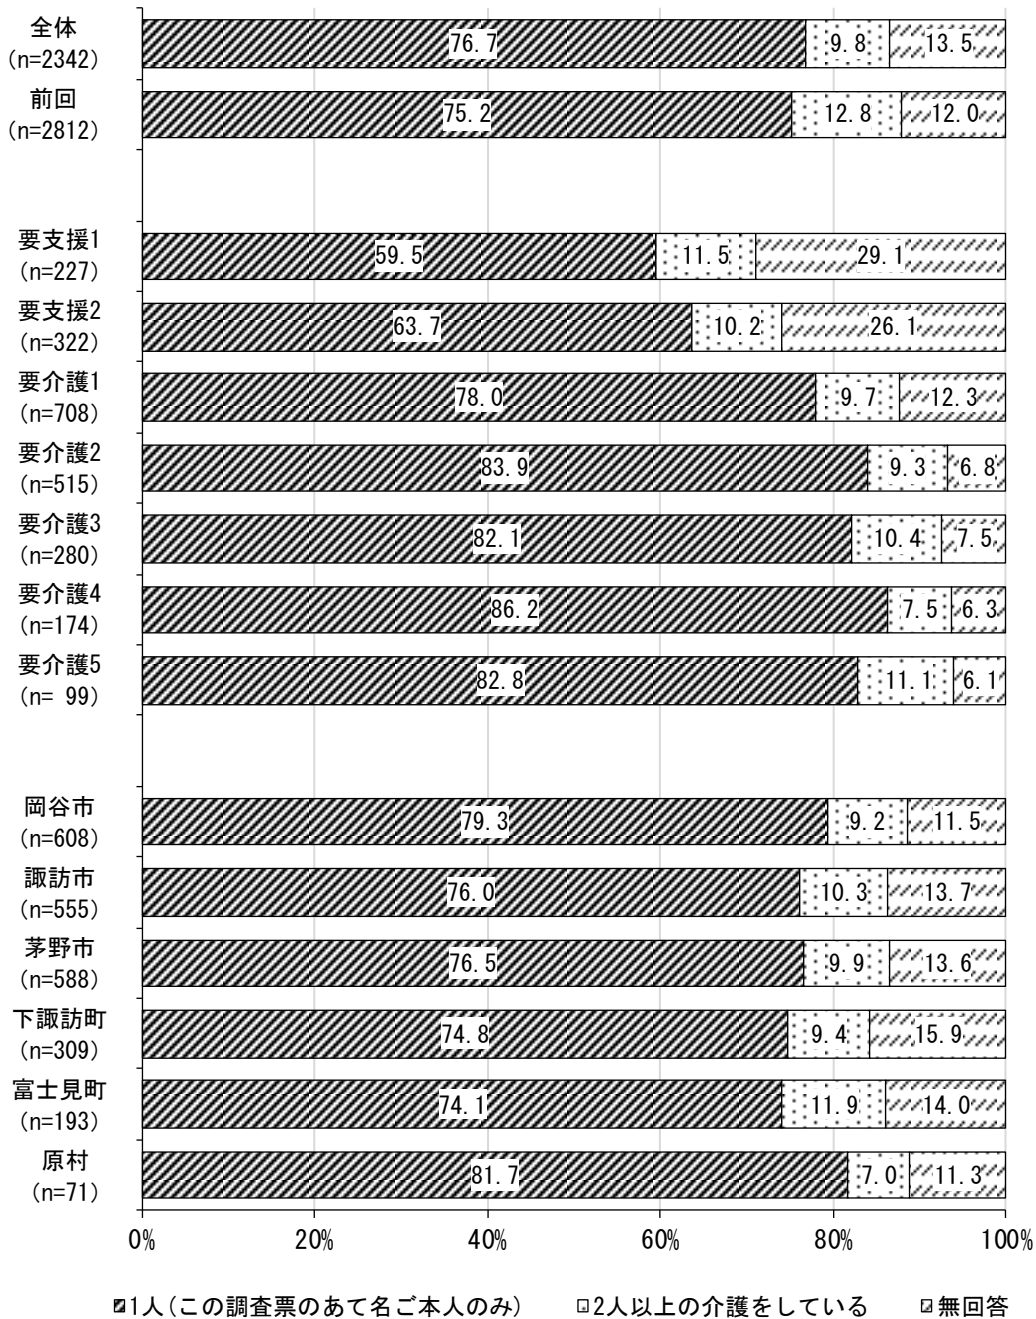 全体
(n=2342)
76.7
9.8
13.5
前回
(n=2812)
75.2
12.8
12.0
要支援1
(n=227)
59.5
11.5
29.1
要支援2
(n=322)
63.7
10.2
26.1
要介護1
(n=708)
78.0
9.7
12.3
要介護2
(n=515)
83.9
9.3
6.8
要介護3
(n=280)
82.1
10.4
7.5
要介護4
(n=174)
86.2
7.5
6.3
要介護5
(n= 99)
82.8
11.1
6.1
岡谷市
(n=608)
79.3
9.2
11.5
諏訪市
(n=555)
76.0
10.3
13.7
茅野市
(n=588)
76.5
9.9
13.6
下諏訪町
(n=309)
74.8
9.4
15.9
富士見町
(n=193)
74.1
11.9
14.0
原村
(n=71)
81.7
7.0
11.3
0% 20% 40% 60% 80% 100%
1人(この調査票のあて名ご本人のみ) 2人以上の介護をしている 無回答